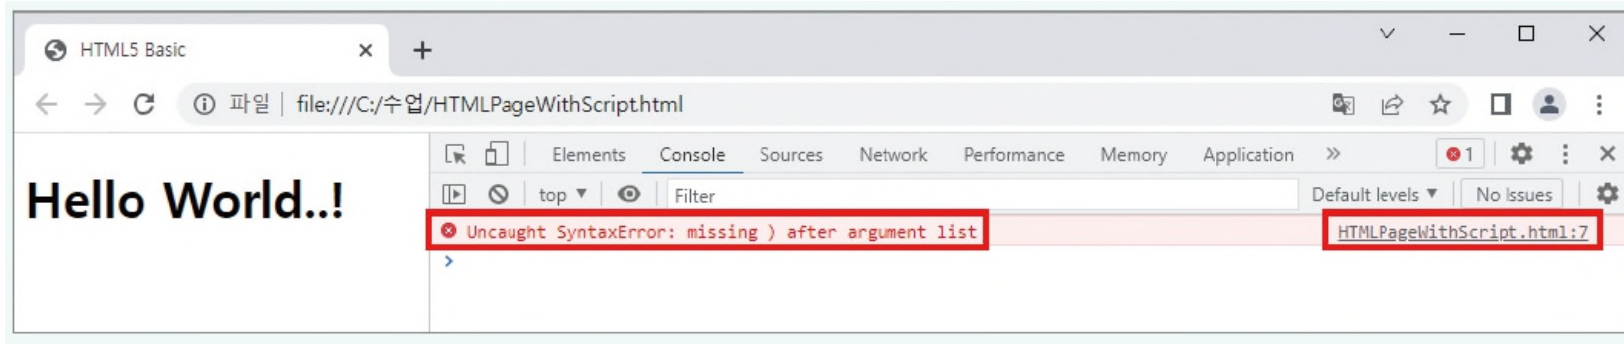 HTML5 Basic
파일 | file:///C:/수업/HTMLPageWithScript.html
Elements Console Sources Network Performance Memory Application » 1
top ▼ Filter Default levels ▼ No Issues
Hello World..!
Uncaught SyntaxError: missing ) after argument list HTMLPageWithScript.html:7
>